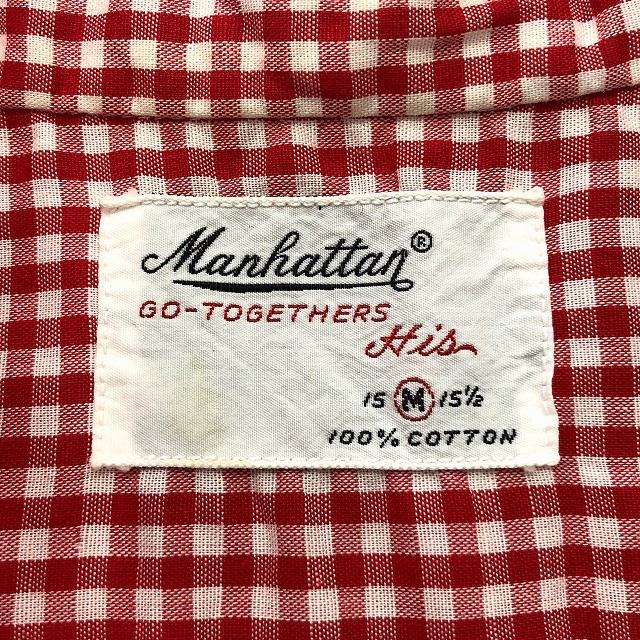 Manhattan®
GO-TOGETHERS
His
15 M 15½
100% COTTON